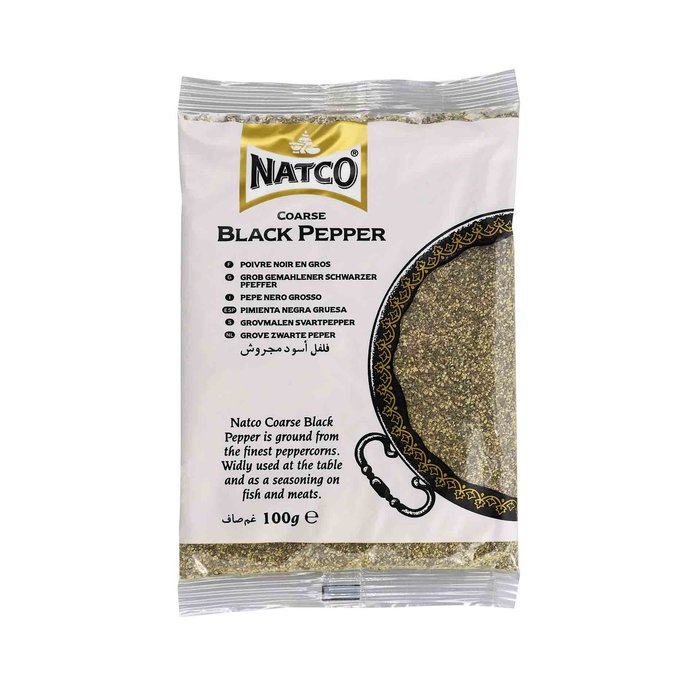 NATCO®
COARSE
BLACK PEPPER
F POIVRE NOIR EN GROS
G GROB GEMAHLENER SCHWARZER
PFEFFER
I PEPE NERO GROSSO
ESP PIMIENTA NEGRA GRUESA
S GROVMALEN SVARTPEPPER
NL GROVE ZWARTE PEPER
فلفل أسود مجروش
Natco Coarse Black
Pepper is ground from
the finest peppercorns.
Widly used at the table
and as a seasoning on
fish and meats.
100g ℮ غم صاف